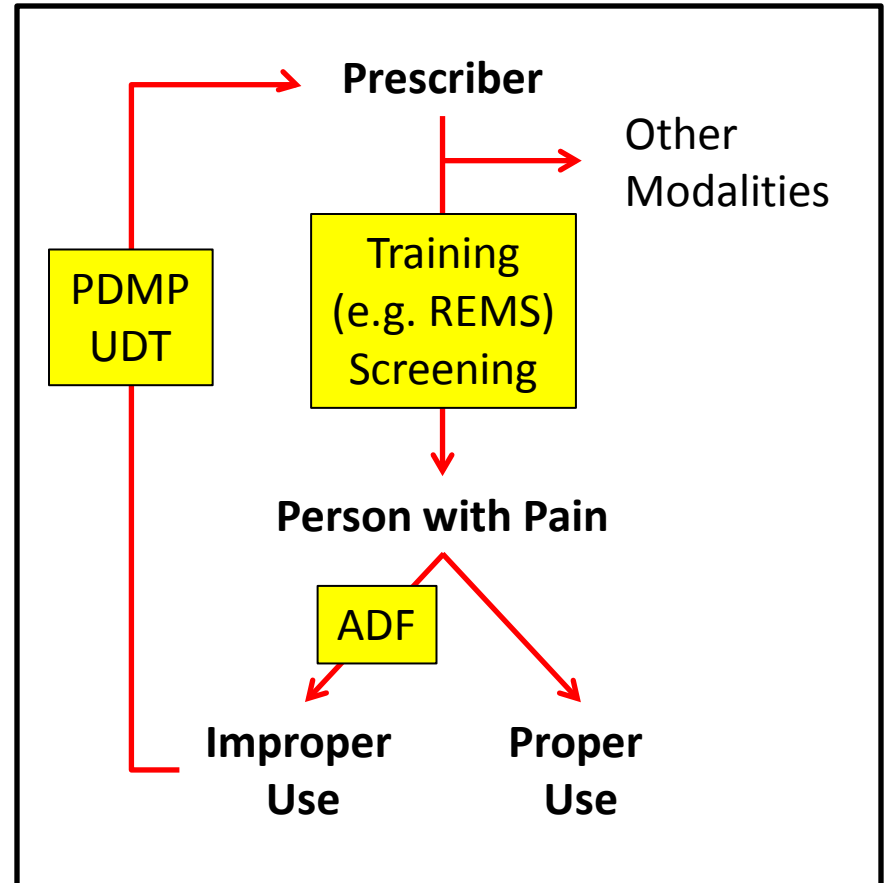 Prescriber
Other
Modalities
Training
(e.g. REMS)
Screening
PDMP
UDT
Person with Pain
ADF
Improper
Use
Proper
Use